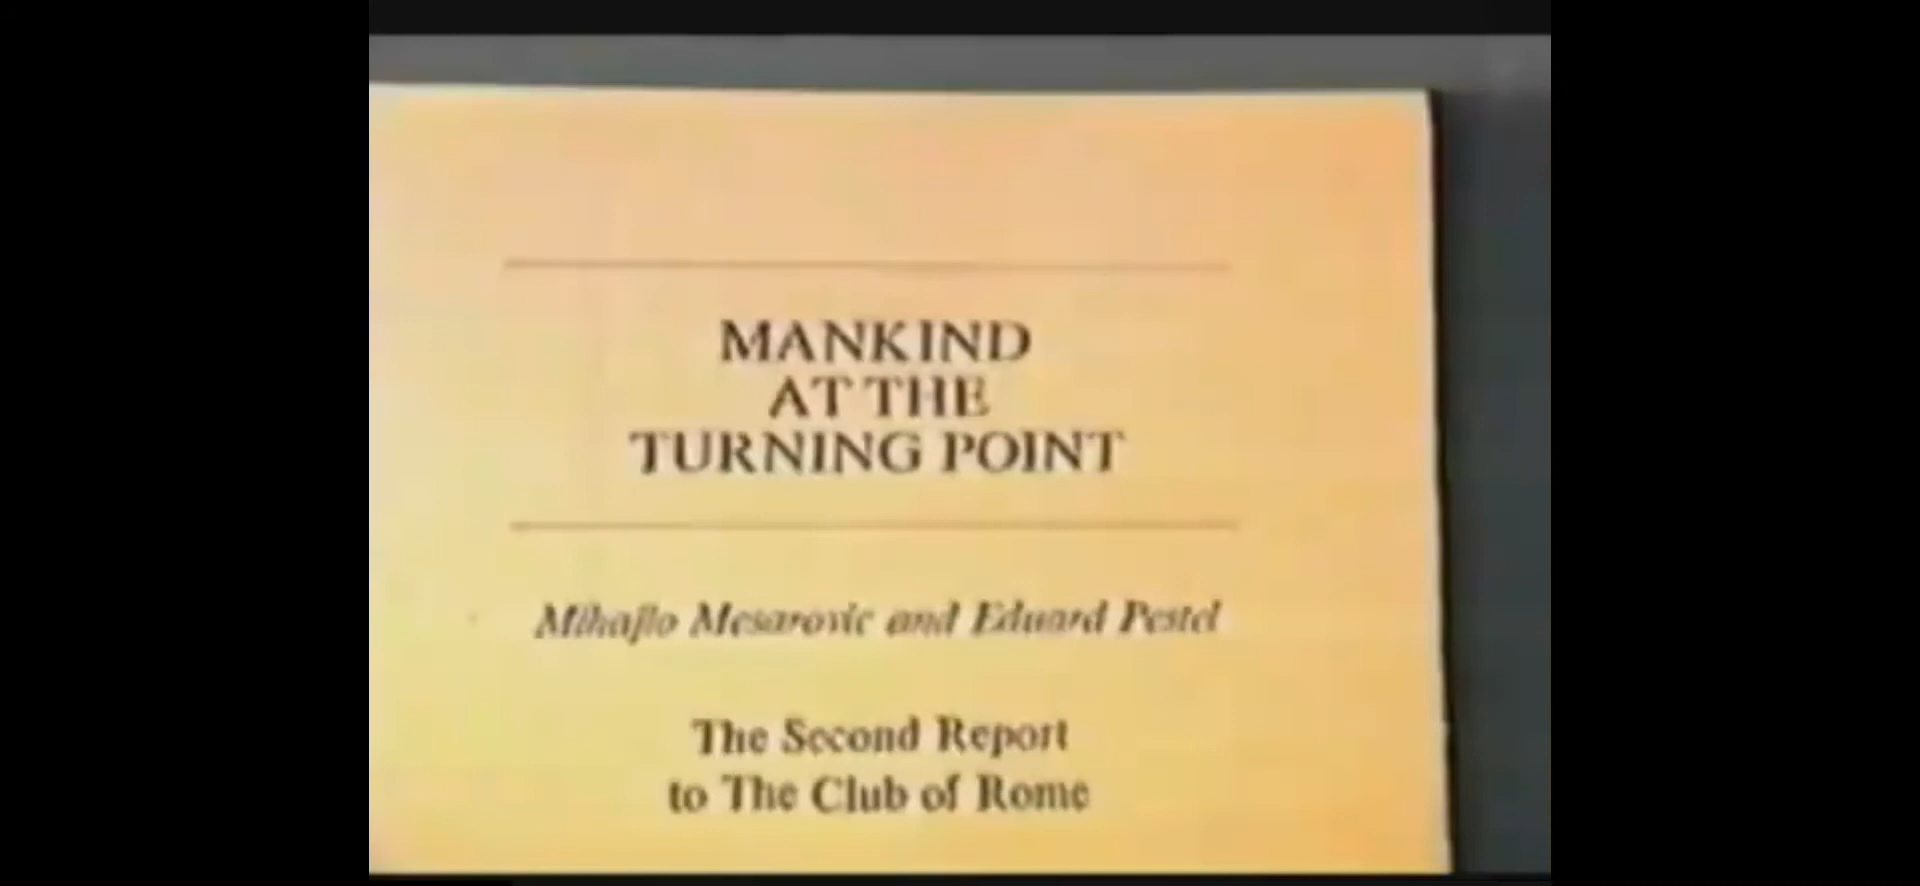 MANKIND
AT THE
TURNING POINT
Mihajlo Mesarovic and Eduard Pestel
The Second Report
to The Club of Rome